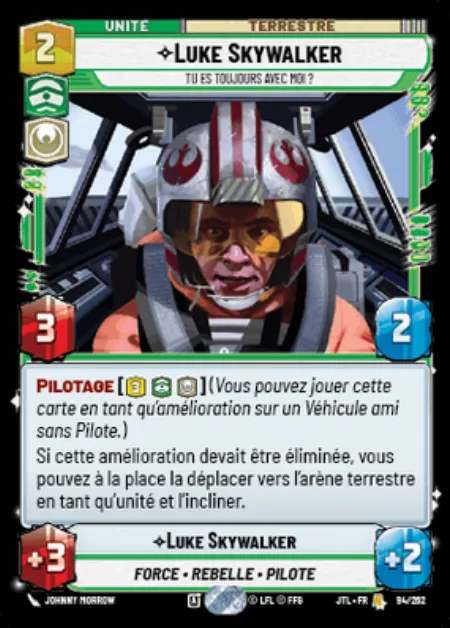 UNITÉ
TERRESTRE
2
LUKE SKYWALKER
TU ES TOUJOURS AVEC MOI ?
3
2
PILOTAGE [3] (Vous pouvez jouer cette
carte en tant qu'amélioration sur un Véhicule ami
sans Pilote.)
Si cette amélioration devait être éliminée, vous
pouvez à la place la déplacer vers l'arène terrestre
en tant qu'unité et l'incliner.
+3
LUKE SKYWALKER
+2
FORCE • REBELLE • PILOTE
JOHNNY MORROW
A
© LFL © FFG
JTL • FR
94/262